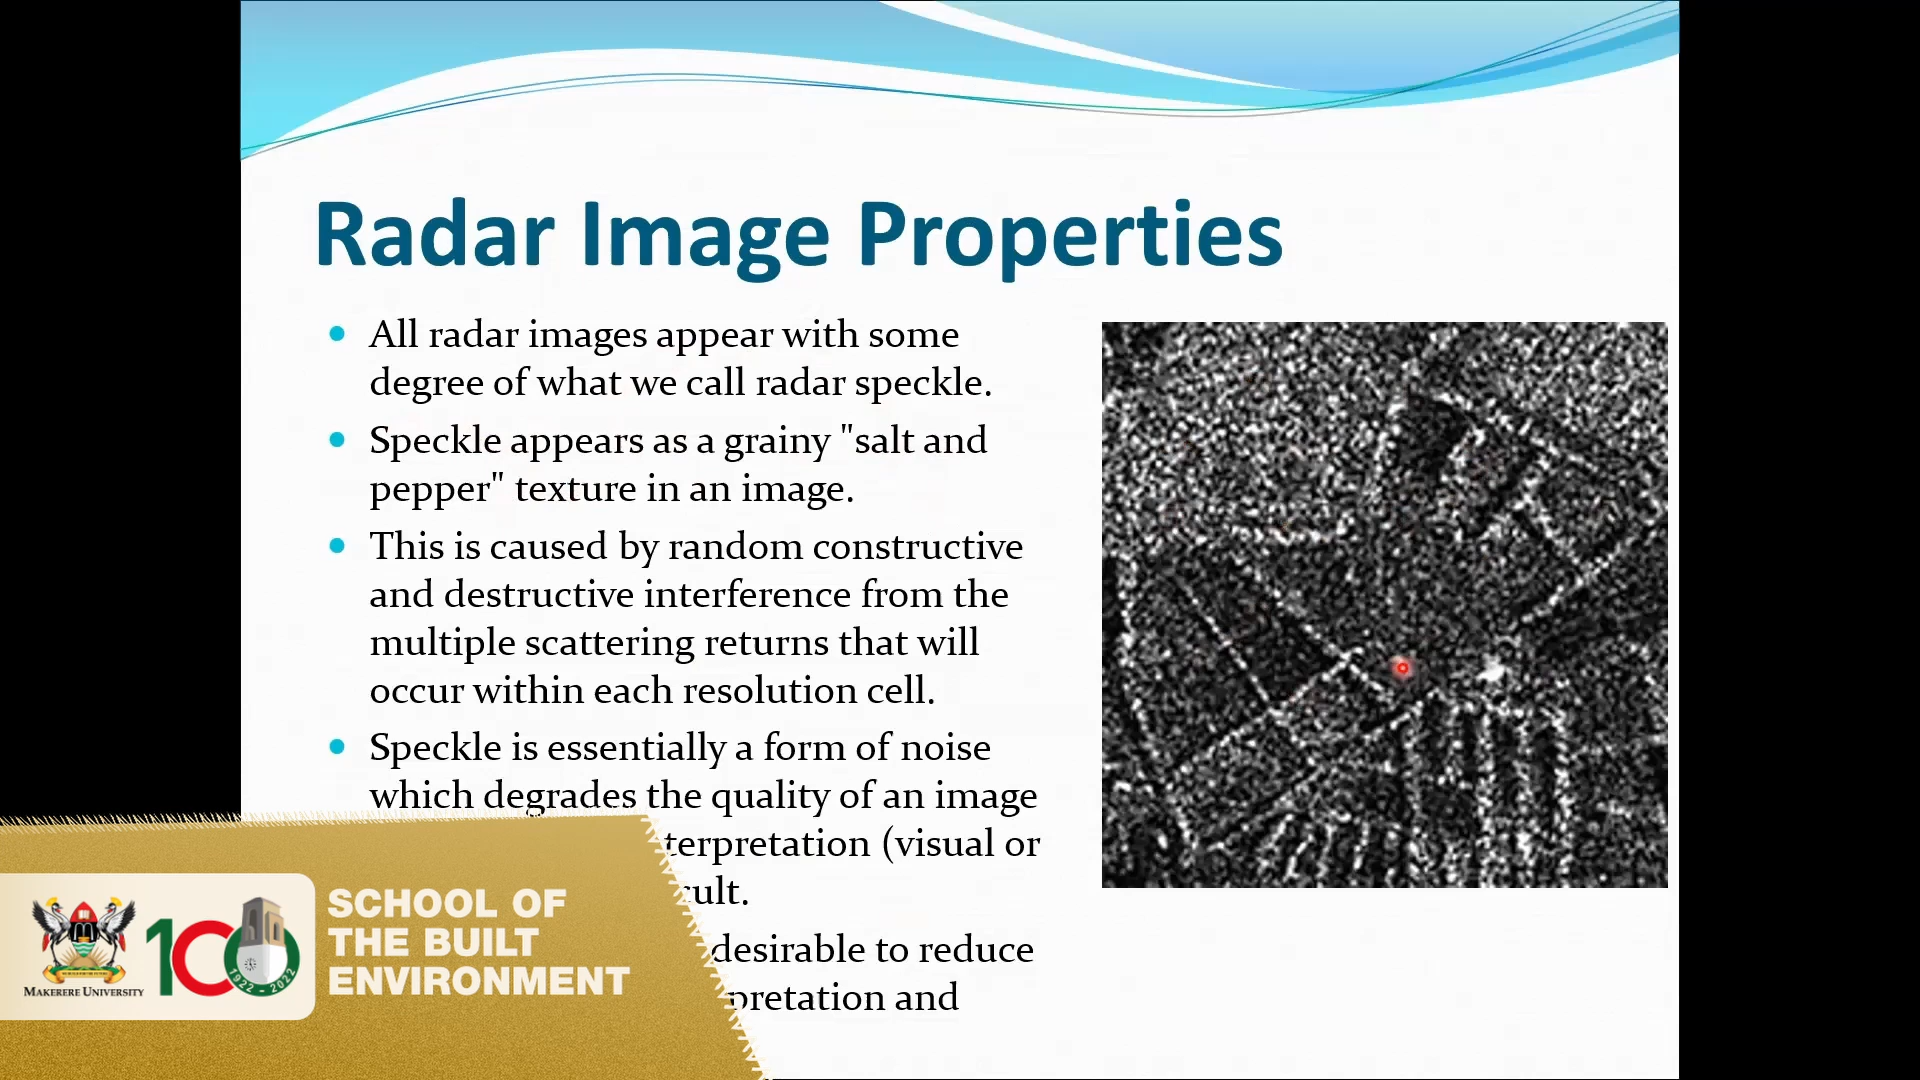 Radar Image Properties
All radar images appear with some
degree of what we call radar speckle.
Speckle appears as a grainy "salt and
pepper" texture in an image.
This is caused by random constructive
and destructive interference from the
multiple scattering returns that will
occur within each resolution cell.
Speckle is essentially a form of noise
which degrades the quality of an image
terpretation (visual or
cult.
desirable to reduce
pretation and
SCHOOL OF
THE BUILT
ENVIRONMENT
MAKERERE UNIVERSITY
100
1922 - 2022